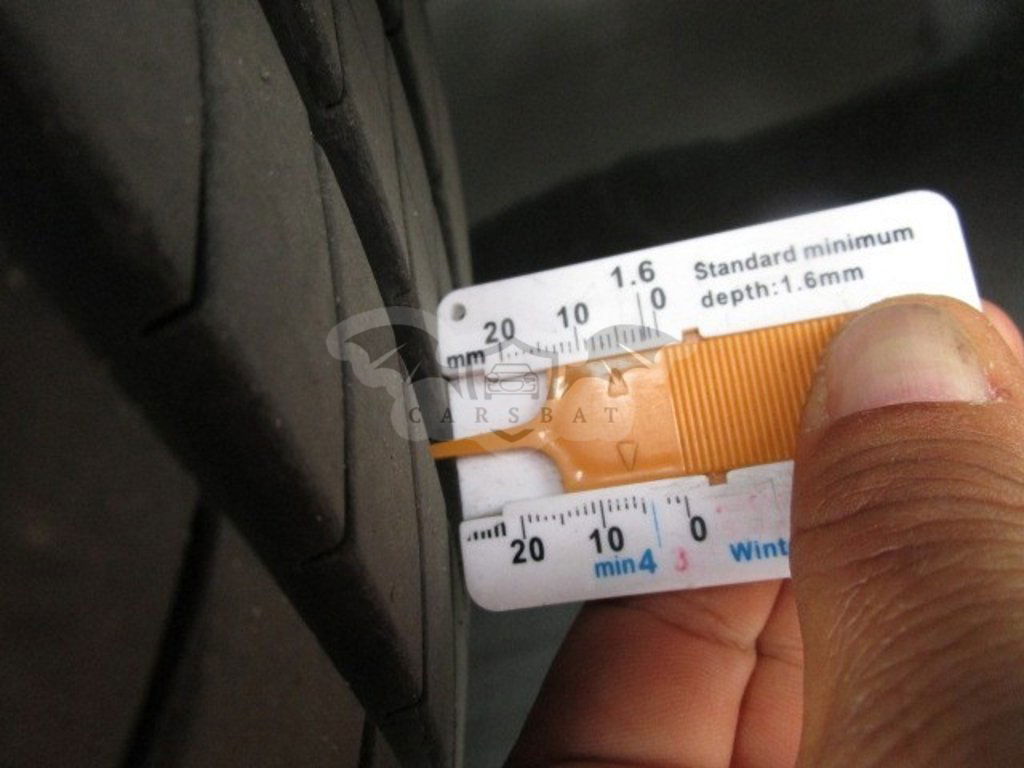 1.6
Standard minimum
depth:1.6mm
mm 20 10 0
CARSBAT
20 10 0
min4 3 Wint